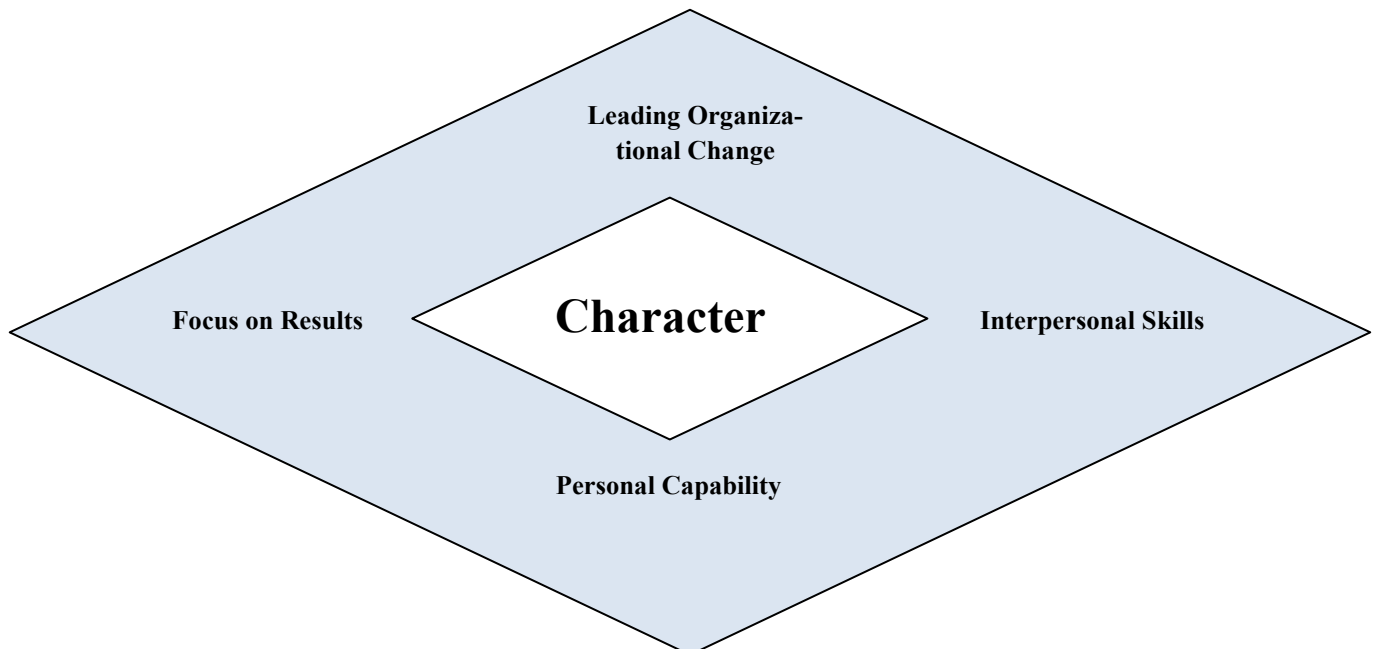 Leading Organiza-
tional Change
Focus on Results
Character
Interpersonal Skills
Personal Capability